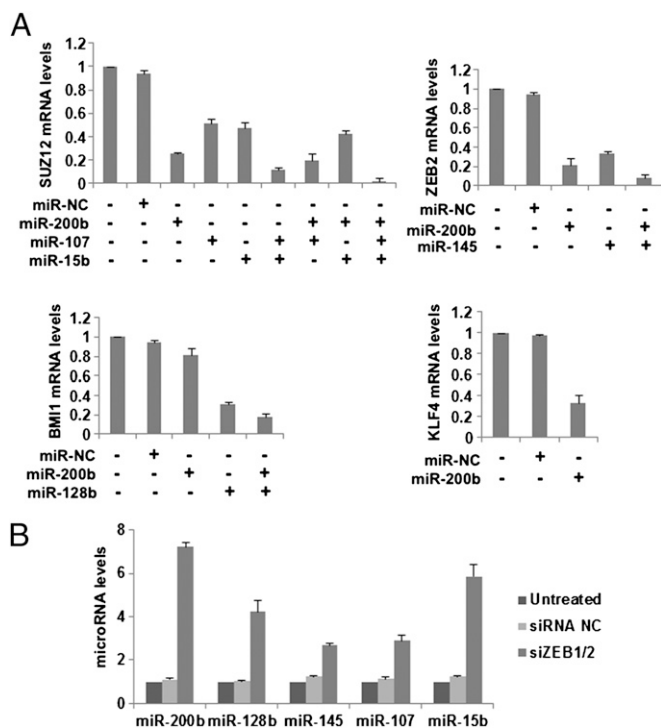 A
SUZ12 mRNA levels
1.2
1
0.8
0.6
0.4
0.2
0
miR-NC - + - - - - - - -
miR-200b - - + - - - + + +
miR-107 - - - + - + + - +
miR-15b - - - - + + - + +
ZEB2 mRNA levels
1.2
1
0.8
0.6
0.4
0.2
0
miR-NC - + - - -
miR-200b - - + - +
miR-145 - - - + +
BMI1 mRNA levels
1.2
1
0.8
0.6
0.4
0.2
0
miR-NC - + - - -
miR-200b - - + - +
miR-128b - - - + +
KLF4 mRNA levels
1.2
1
0.8
0.6
0.4
0.2
0
miR-NC - + -
miR-200b - - +
B
microRNA levels
8
6
4
2
0
miR-200b miR-128b miR-145 miR-107 miR-15b
Untreated
siRNA NC
siZEB1/2